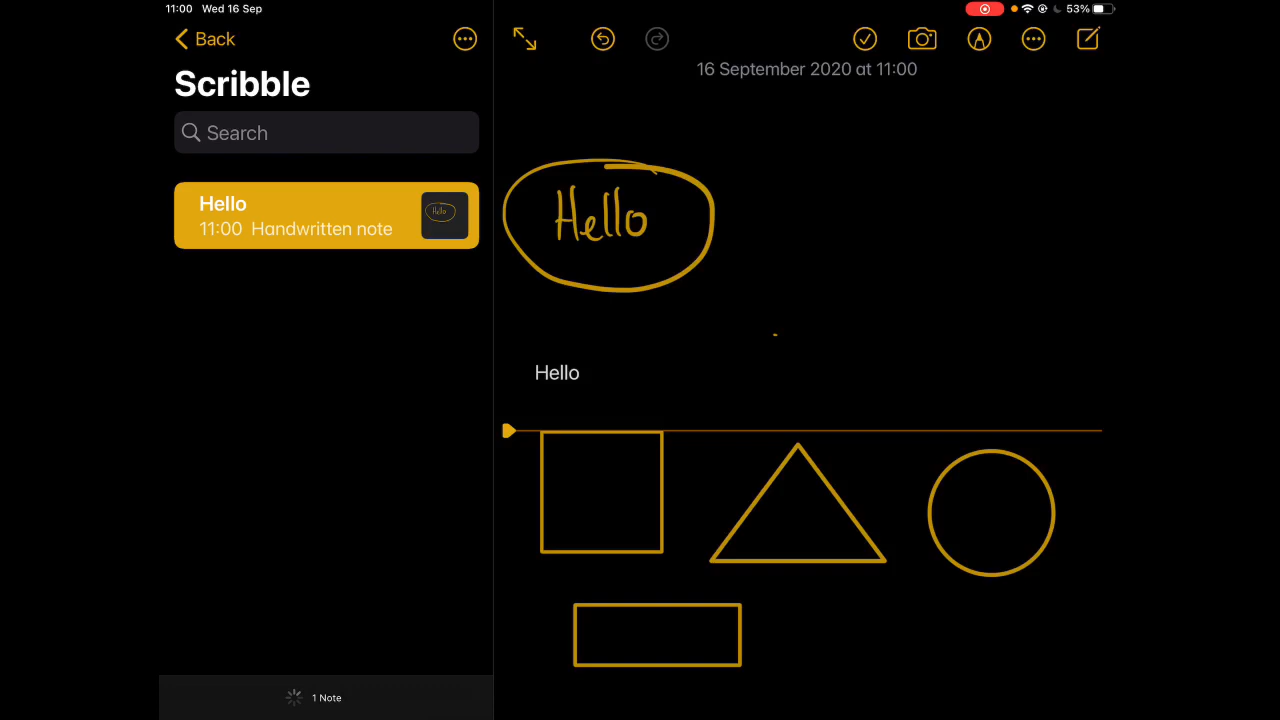 11:00 Wed 16 Sep
53%
Back
Scribble
Search
Hello
11:00 Handwritten note
Hello
1 Note
16 September 2020 at 11:00
Hello
Hello